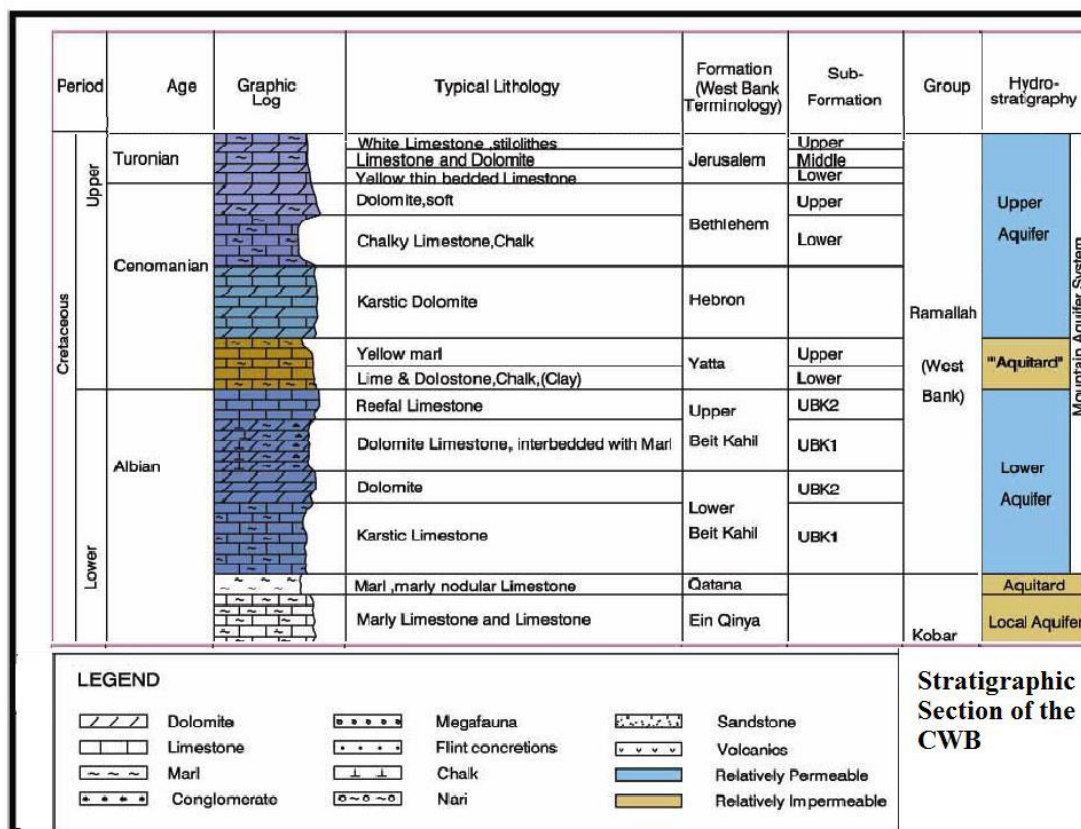 Period
Age
Graphic
Log
Typical Lithology
Formation
(West Bank
Terminology)
Sub-
Formation
Group
Hydro-
stratigraphy
Cretaceous
Upper
Lower
Turonian
Cenomanian
Albian
White Limestone ,stilolithes
Limestone and Dolomite
Yellow thin bedded Limestone
Dolomite,soft
Chalky Limestone,Chalk
Karstic Dolomite
Yellow marl
Lime & Dolostone,Chalk,(Clay)
Reefal Limestone
Dolomite Limestone, interbedded with Marl
Dolomite
Karstic Limestone
Marl ,marly nodular Limestone
Marly Limestone and Limestone
Jerusalem
Bethlehem
Hebron
Yatta
Upper
Beit Kahil
Lower
Beit Kahil
Qatana
Ein Qinya
Upper
Middle
Lower
Upper
Lower
Upper
Lower
UBK2
UBK1
UBK2
UBK1
Ramallah
(West
Bank)
Kobar
Upper
Aquifer
""Aquitard"
Lower
Aquifer
Aquitard
Local Aquifer
Mountain Aquifer System
LEGEND
Dolomite
Limestone
Marl
Conglomerate
Megafauna
Flint concretions
Chalk
Nari
Sandstone
Volcanics
Relatively Permeable
Relatively Impermeable
Stratigraphic
Section of the
CWB